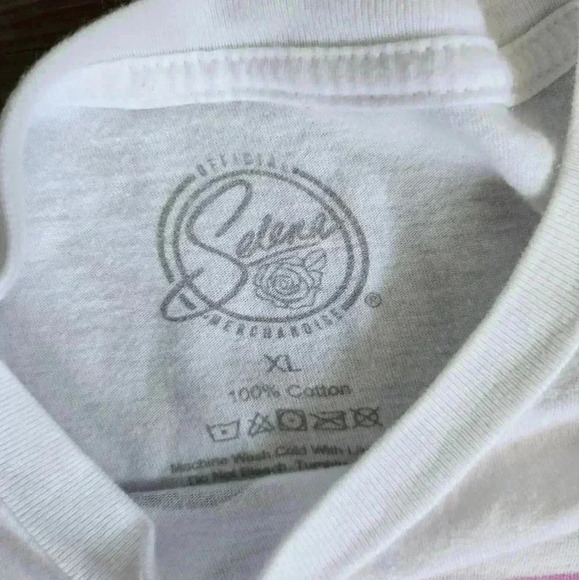 OFFICIAL
Selena
MERCHANDISE
®
XL
100% Cotton
Machine Wash Cold With
Do Not Bleach,